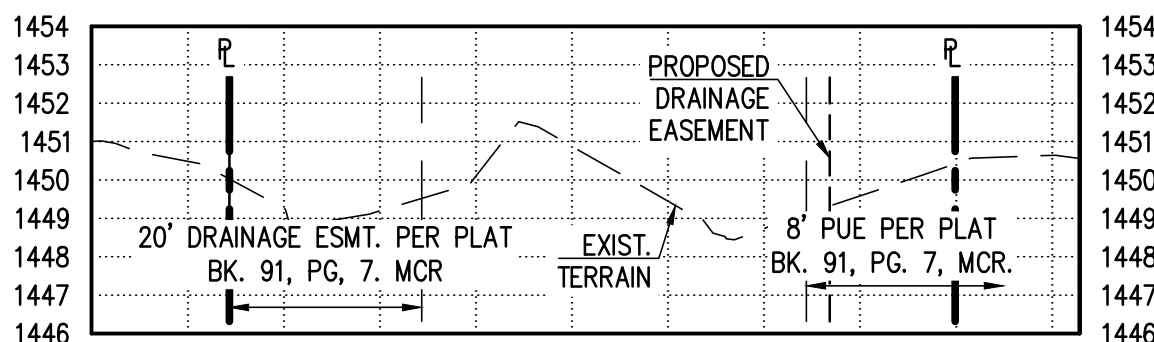 1454
1453
1452
1451
1450
1449
1448
1447
1446
PL
PROPOSED
DRAINAGE
EASEMENT
PL
20' DRAINAGE ESMT. PER PLAT
BK. 91, PG, 7. MCR
EXIST.
TERRAIN
8' PUE PER PLAT
BK. 91, PG. 7, MCR.
1454
1453
1452
1451
1450
1449
1448
1447
1446